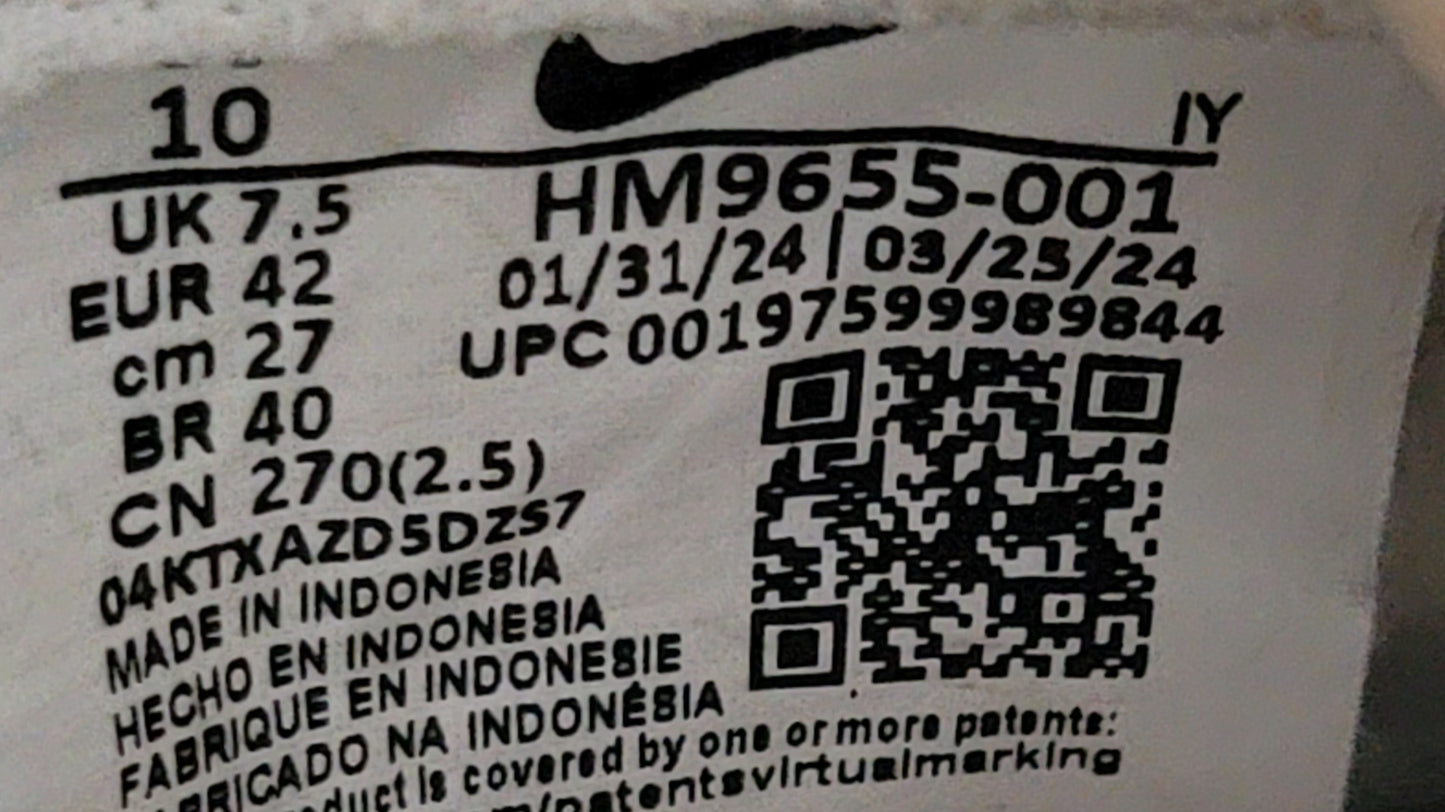 10
IY
UK 7.5
HM9655-001
EUR 42
01/31/24 | 03/25/24
cm 27
UPC 00197599989844
BR 40
CN 270(2.5)
04KTXAZD5DZS7
MADE IN INDONESIA
HECHO EN INDONESIA
FABRIQUE EN INDONESIE
FABRICADO NA INDONÉSIA
is covered by one or more patents: